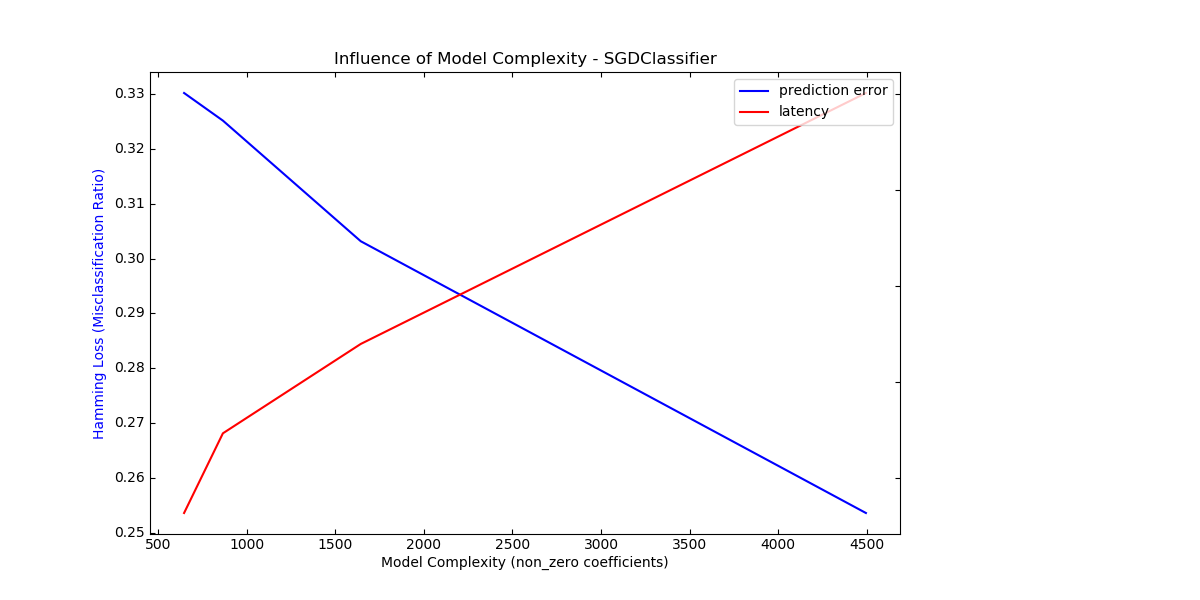 Influence of Model Complexity - SGDClassifier
prediction error
latency
Hamming Loss (Misclassification Ratio)
0.33
0.32
0.31
0.30
0.29
0.28
0.27
0.26
0.25
500 1000 1500 2000 2500 3000 3500 4000 4500
Model Complexity (non_zero coefficients)